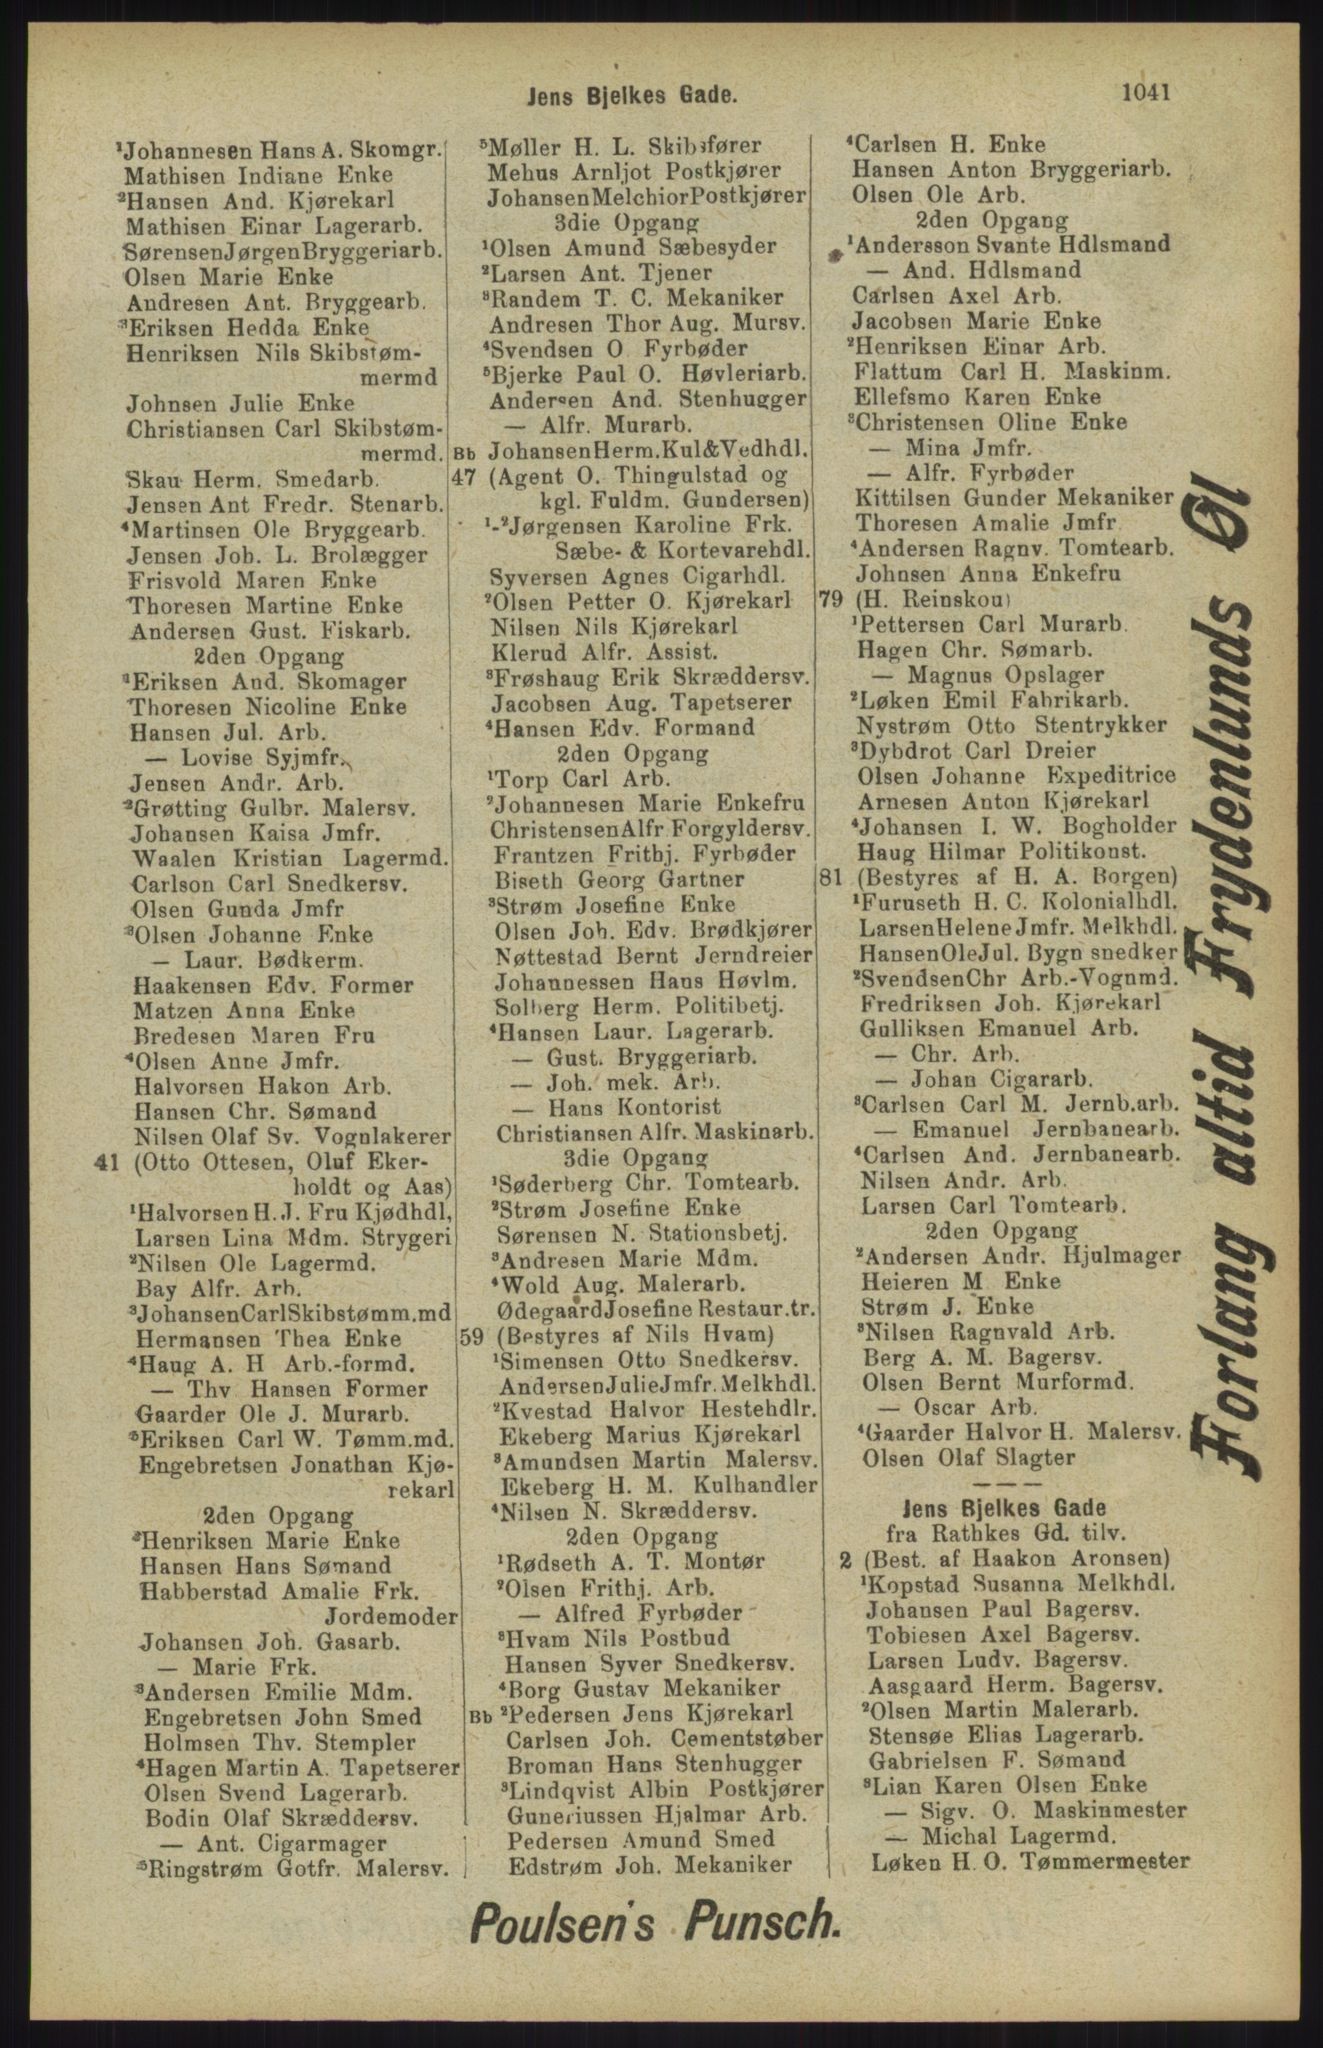 Jens Bjelkes Gade.
1041
¹Johannesen Hans A. Skomgr.
Mathisen Indiane Enke
²Hansen And. Kjørekarl
Mathisen Einar Lagerarb.
Sørensen Jørgen Bryggeriarb.
Olsen Marie Enke
Andresen Ant. Bryggearb.
³Eriksen Hedda Enke
Henriksen Nils Skibstøm-
mermd
Johnsen Julie Enke
Christiansen Carl Skibstøm-
mermd.
Skau Herm. Smedarb.
Jensen Ant Fredr. Stenarb.
⁴Martinsen Ole Bryggearb.
Jensen Joh. L. Brolægger
Frisvold Maren Enke
Thoresen Martine Enke
Andersen Gust. Fiskarb.
2den Opgang
¹Eriksen And. Skomager
Thoresen Nicoline Enke
Hansen Jul. Arb.
— Lovise Syjmfr.
Jensen Andr. Arb.
²Grøtting Gulbr. Malersv.
Johansen Kaisa Jmfr.
Waalen Kristian Lagermd.
Carlson Carl Snedkersv.
Olsen Gunda Jmfr
³Olsen Johanne Enke
— Laur. Bødkerm.
Haakensen Edv. Former
Matzen Anna Enke
Bredesen Maren Fru
⁴Olsen Anne Jmfr.
Halvorsen Hakon Arb.
Hansen Chr. Sømand
Nilsen Olaf Sv. Vognlakerer
41 (Otto Ottesen, Oluf Eker-
holdt og Aas)
¹Halvorsen H. J. Fru Kjødhdl,
Larsen Lina Mdm. Strygeri
²Nilsen Ole Lagermd.
Bay Alfr. Arb.
³Johansen Carl Skibstømm.md
Hermansen Thea Enke
⁴Haug A. H Arb.-formd.
— Thv Hansen Former
Gaarder Ole J. Murarb.
⁵Eriksen Carl W. Tømm.md.
Engebretsen Jonathan Kjø-
rekarl
2den Opgang
²Henriksen Marie Enke
Hansen Hans Sømand
Habberstad Amalie Frk.
Jordemoder
Johansen Joh. Gasarb.
— Marie Frk.
³Andersen Emilie Mdm.
Engebretsen John Smed
Holmsen Thv. Stempler
⁴Hagen Martin A. Tapetserer
Olsen Svend Lagerarb.
Bodin Olaf Skræddersv.
— Ant. Cigarmager
⁵Ringstrøm Gotfr. Malersv.
⁵Møller H. L. Skibsfører
Mehus Arnljot Postkjører
Johansen Melchior Postkjører
3die Opgang
¹Olsen Amund Sæbesyder
²Larsen Ant. Tjener
³Randem T. C. Mekaniker
Andresen Thor Aug. Mursv.
⁴Svendsen O Fyrbøder
⁵Bjerke Paul O. Høvleriarb.
Andersen And. Stenhugger
— Alfr. Murarb.
Bb Johansen Herm. Kul & Vedhdl.
47 (Agent O. Thingulstad og
kgl. Fuldm. Gundersen)
¹-²Jørgensen Karoline Frk.
Sæbe- & Kortevarehdl.
Syversen Agnes Cigarhdl.
²Olsen Petter O. Kjørekarl
Nilsen Nils Kjørekarl
Klerud Alfr. Assist.
³Frøshaug Erik Skræddersv.
Jacobsen Aug. Tapetserer
⁴Hansen Edv. Formand
2den Opgang
¹Torp Carl Arb.
²Johannesen Marie Enkefru
Christensen Alfr Forgyldersv.
Frantzen Frithj. Fyrbøder
Biseth Georg Gartner
³Strøm Josefine Enke
Olsen Joh. Edv. Brødkjører
Nøttestad Bernt Jerndreier
Johannessen Hans Høvlm.
Solberg Herm. Politibetj.
⁴Hansen Laur. Lagerarb.
— Gust. Bryggeriarb.
— Joh. mek. Arb.
— Hans Kontorist
Christiansen Alfr. Maskinarb.
3die Opgang
¹Søderberg Chr. Tomtearb.
²Strøm Josefine Enke
Sørensen N. Stationsbetj.
³Andresen Marie Mdm.
⁴Wold Aug. Malerarb.
Ødegaard Josefine Restaur.tr.
59 (Bestyres af Nils Hvam)
¹Simensen Otto Snedkersv.
Andersen Julie Jmfr. Melkhdl.
²Kvestad Halvor Hestehdlr.
Ekeberg Marius Kjørekarl
³Amundsen Martin Malersv.
Ekeberg H. M. Kulhandler
⁴Nilsen N. Skræddersv.
2den Opgang
¹Rødseth A. T. Montør
²Olsen Frithj. Arb.
— Alfred Fyrbøder
³Hvam Nils Postbud
Hansen Syver Snedkersv.
⁴Borg Gustav Mekaniker
Bb ²Pedersen Jens Kjørekarl
Carlsen Joh. Cementstøber
Broman Hans Stenhugger
³Lindqvist Albin Postkjører
Guneriussen Hjalmar Arb.
Pedersen Amund Smed
Edstrøm Joh. Mekaniker
⁴Carlsen H. Enke
Hansen Anton Bryggeriarb.
Olsen Ole Arb.
2den Opgang
¹Andersson Svante Hdlsmand
— And. Hdlsmand
Carlsen Axel Arb.
Jacobsen Marie Enke
²Henriksen Einar Arb.
Flattum Carl H. Maskinm.
Ellefsmo Karen Enke
³Christensen Oline Enke
— Mina Jmfr.
— Alfr. Fyrbøder
Kittilsen Gunder Mekaniker
Thoresen Amalie Jmfr
⁴Andersen Ragnv. Tomtearb.
Johnsen Anna Enkefru
79 (H. Reinskou)
¹Pettersen Carl Murarb.
Hagen Chr. Sømarb.
— Magnus Opslager
²Løken Emil Fabrikarb.
Nystrøm Otto Stentrykker
³Dybdrot Carl Dreier
Olsen Johanne Expeditrice
Arnesen Anton Kjørekarl
⁴Johansen I. W. Bogholder
Haug Hilmar Politikonst.
81 (Bestyres af H. A. Borgen)
¹Furuseth H. C. Kolonialhdl.
Larsen Helene Jmfr. Melkhdl.
Hansen Ole Jul. Bygn snedker
²Svendsen Chr Arb.-Vognmd.
Fredriksen Joh. Kjørekarl
Gulliksen Emanuel Arb.
— Chr. Arb.
— Johan Cigararb.
³Carlsen Carl M. Jernb.arb.
— Emanuel Jernbanearb.
⁴Carlsen And. Jernbanearb.
Nilsen Andr. Arb.
Larsen Carl Tomtearb.
2den Opgang
²Andersen Andr. Hjulmager
Heieren M Enke
Strøm J. Enke
³Nilsen Ragnvald Arb.
Berg A. M. Bagersv.
Olsen Bernt Murformd.
— Oscar Arb.
⁴Gaarder Halvor H. Malersv.
Olsen Olaf Slagter
— — —
Jens Bjelkes Gade
fra Rathkes Gd. tilv.
2 (Best. af Haakon Aronsen)
¹Kopstad Susanna Melkhdl.
Johansen Paul Bagersv.
Tobiesen Axel Bagersv.
Larsen Ludv. Bagersv.
Aasgaard Herm. Bagersv.
²Olsen Martin Malerarb.
Stensøe Elias Lagerarb.
Gabrielsen F. Sømand
³Lian Karen Olsen Enke
— Sigv. O. Maskinmester
— Michal Lagermd.
Løken H. O. Tømmermester
Forlang altid Frydenlunds Øl
Poulsen's Punsch.